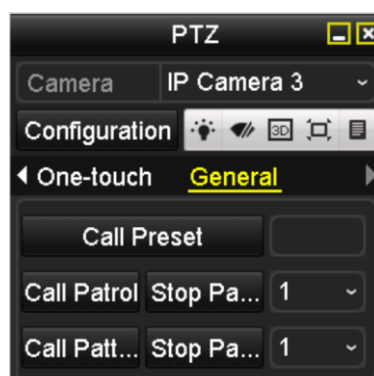 PTZ
Camera IP Camera 3
Configuration 3D
One-touch General
Call Preset
Call Patrol Stop Pa... 1
Call Patt... Stop Pa... 1